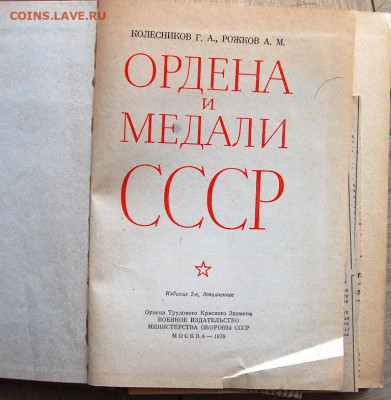 COINS.ЛАVE.RU
КОЛЕСНИКОВ Г. А., РОЖКОВ А. М.
ОРДЕНА
И
МЕДАЛИ
СССР
Издание 2-е, дополненное
Ордена Трудового Красного Знамени
ВОЕННОЕ ИЗДАТЕЛЬСТВО
МИНИСТЕРСТВА ОБОРОНЫ СССР
МОСКВА — 1978